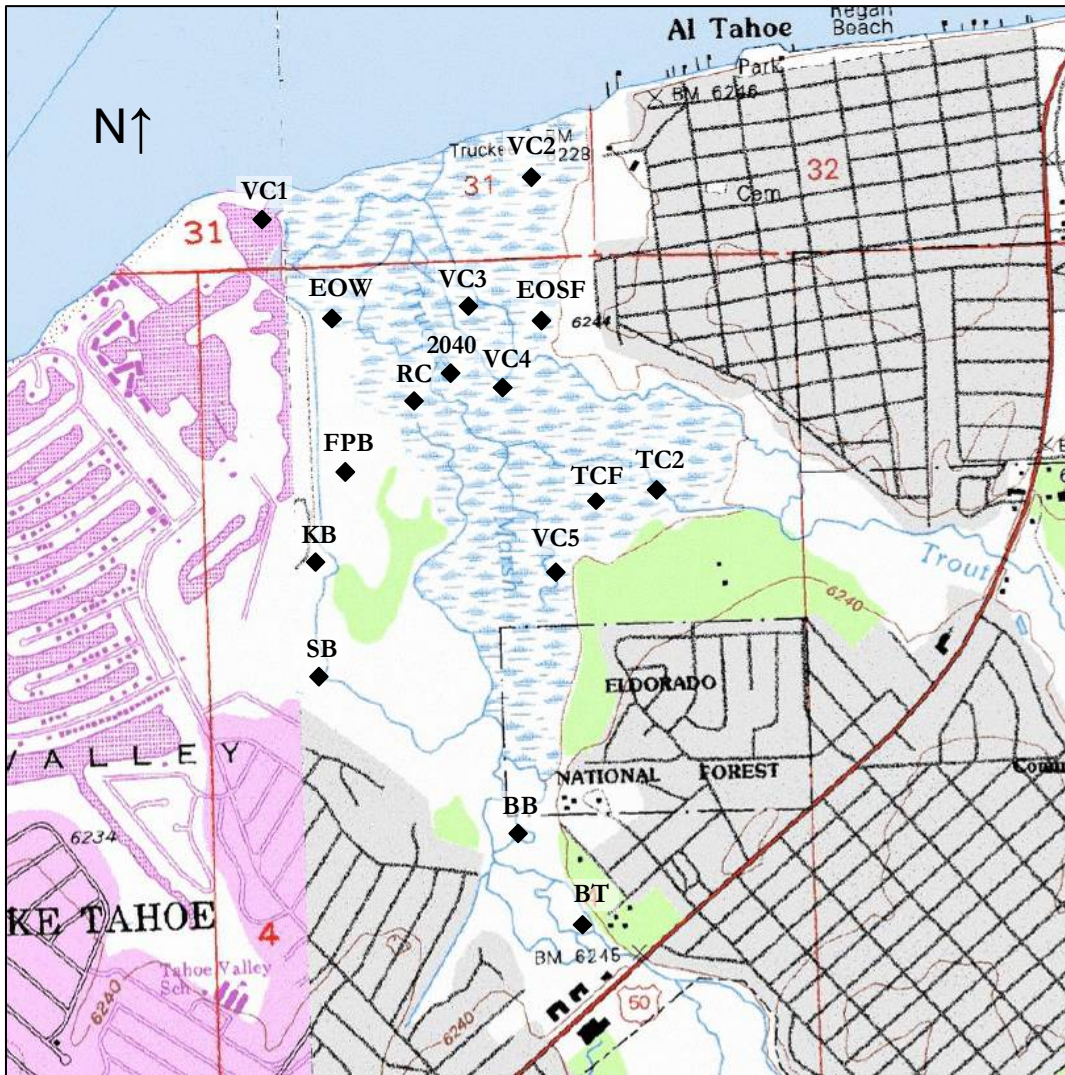 Regan
Al Tahoe Beach
Park
BM 6246
N↑
VC2
Truckee
6228
31
32
Cem
VC1
31
EOW
VC3
EOSF
6244
2040
VC4
RC
FPB
TCF
TC2
KB
VC5
Trout
6240
SB
ELDORADO
VALLEY
NATIONAL FOREST
BB
6234
BT
KE TAHOE
4
BM 6245
Tahoe Valley
Sch
50
6240
6240